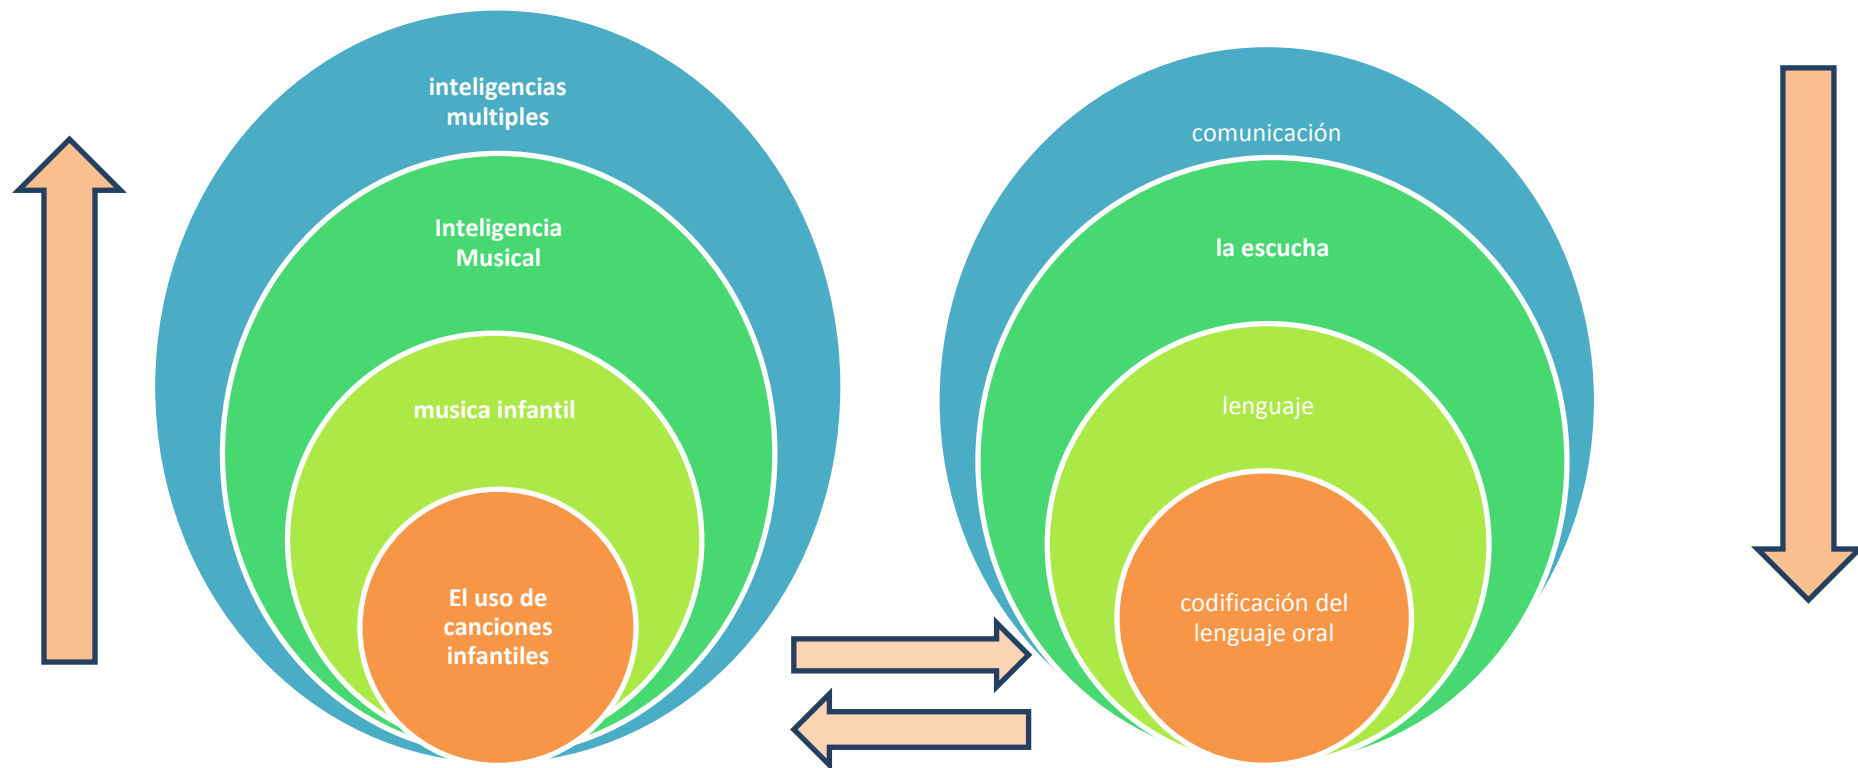 inteligencias
multiples
Inteligencia
Musical
musica infantil
El uso de
canciones
infantiles
comunicación
la escucha
lenguaje
codificación del
lenguaje oral